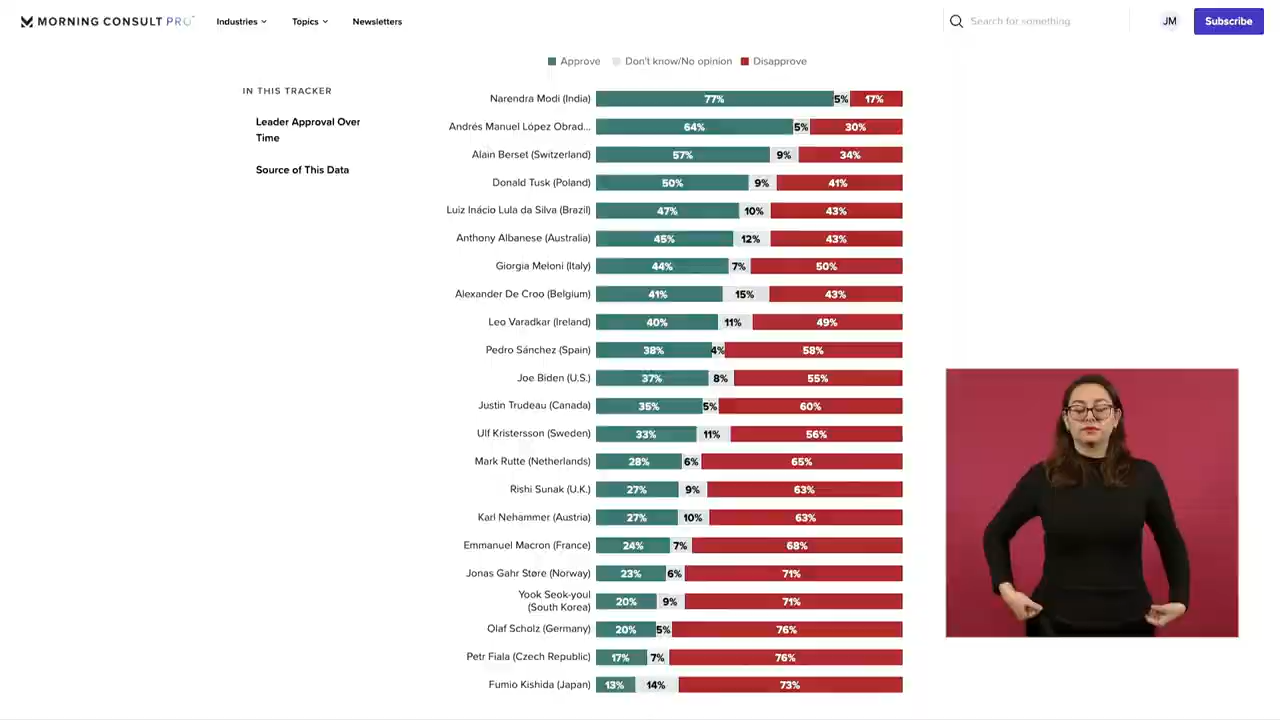 MORNING CONSULT PRO
Industries
Topics
Newsletters
Search for something
JM
Subscribe
Approve
Don't know/No opinion
Disapprove
IN THIS TRACKER
Leader Approval Over
Time
Source of This Data
Narendra Modi (India) 77% 5% 17%
Andrés Manuel López Obrad... 64% 5% 30%
Alain Berset (Switzerland) 57% 9% 34%
Donald Tusk (Poland) 50% 9% 41%
Luiz Inácio Lula da Silva (Brazil) 47% 10% 43%
Anthony Albanese (Australia) 45% 12% 43%
Giorgia Meloni (Italy) 44% 7% 50%
Alexander De Croo (Belgium) 41% 15% 43%
Leo Varadkar (Ireland) 40% 11% 49%
Pedro Sánchez (Spain) 38% 4% 58%
Joe Biden (U.S.) 37% 8% 55%
Justin Trudeau (Canada) 35% 5% 60%
Ulf Kristersson (Sweden) 33% 11% 56%
Mark Rutte (Netherlands) 28% 6% 65%
Rishi Sunak (U.K.) 27% 9% 63%
Karl Nehammer (Austria) 27% 10% 63%
Emmanuel Macron (France) 24% 7% 68%
Jonas Gahr Støre (Norway) 23% 6% 71%
Yook Seok-youl
(South Korea) 20% 9% 71%
Olaf Scholz (Germany) 20% 5% 76%
Petr Fiala (Czech Republic) 17% 7% 76%
Fumio Kishida (Japan) 13% 14% 73%